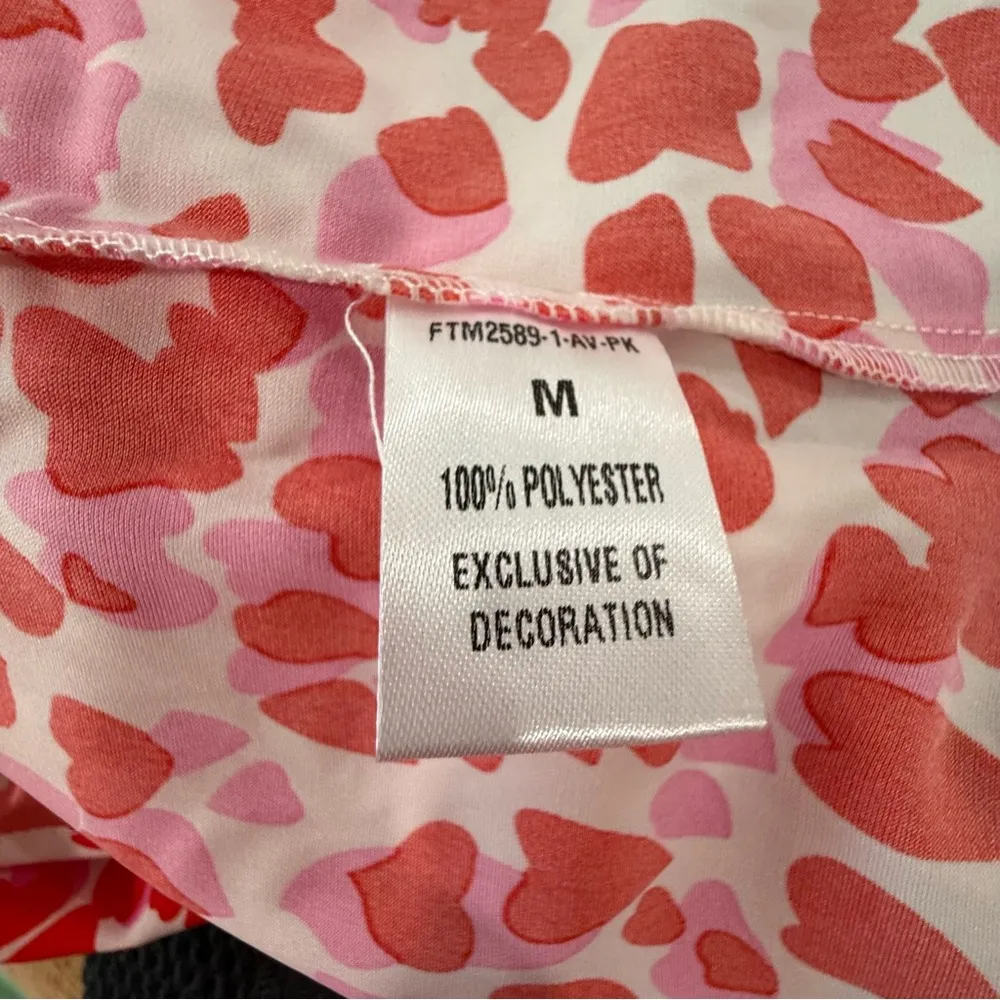 FTM2589-1-AV-PK
M
100% POLYESTER
EXCLUSIVE OF
DECORATION